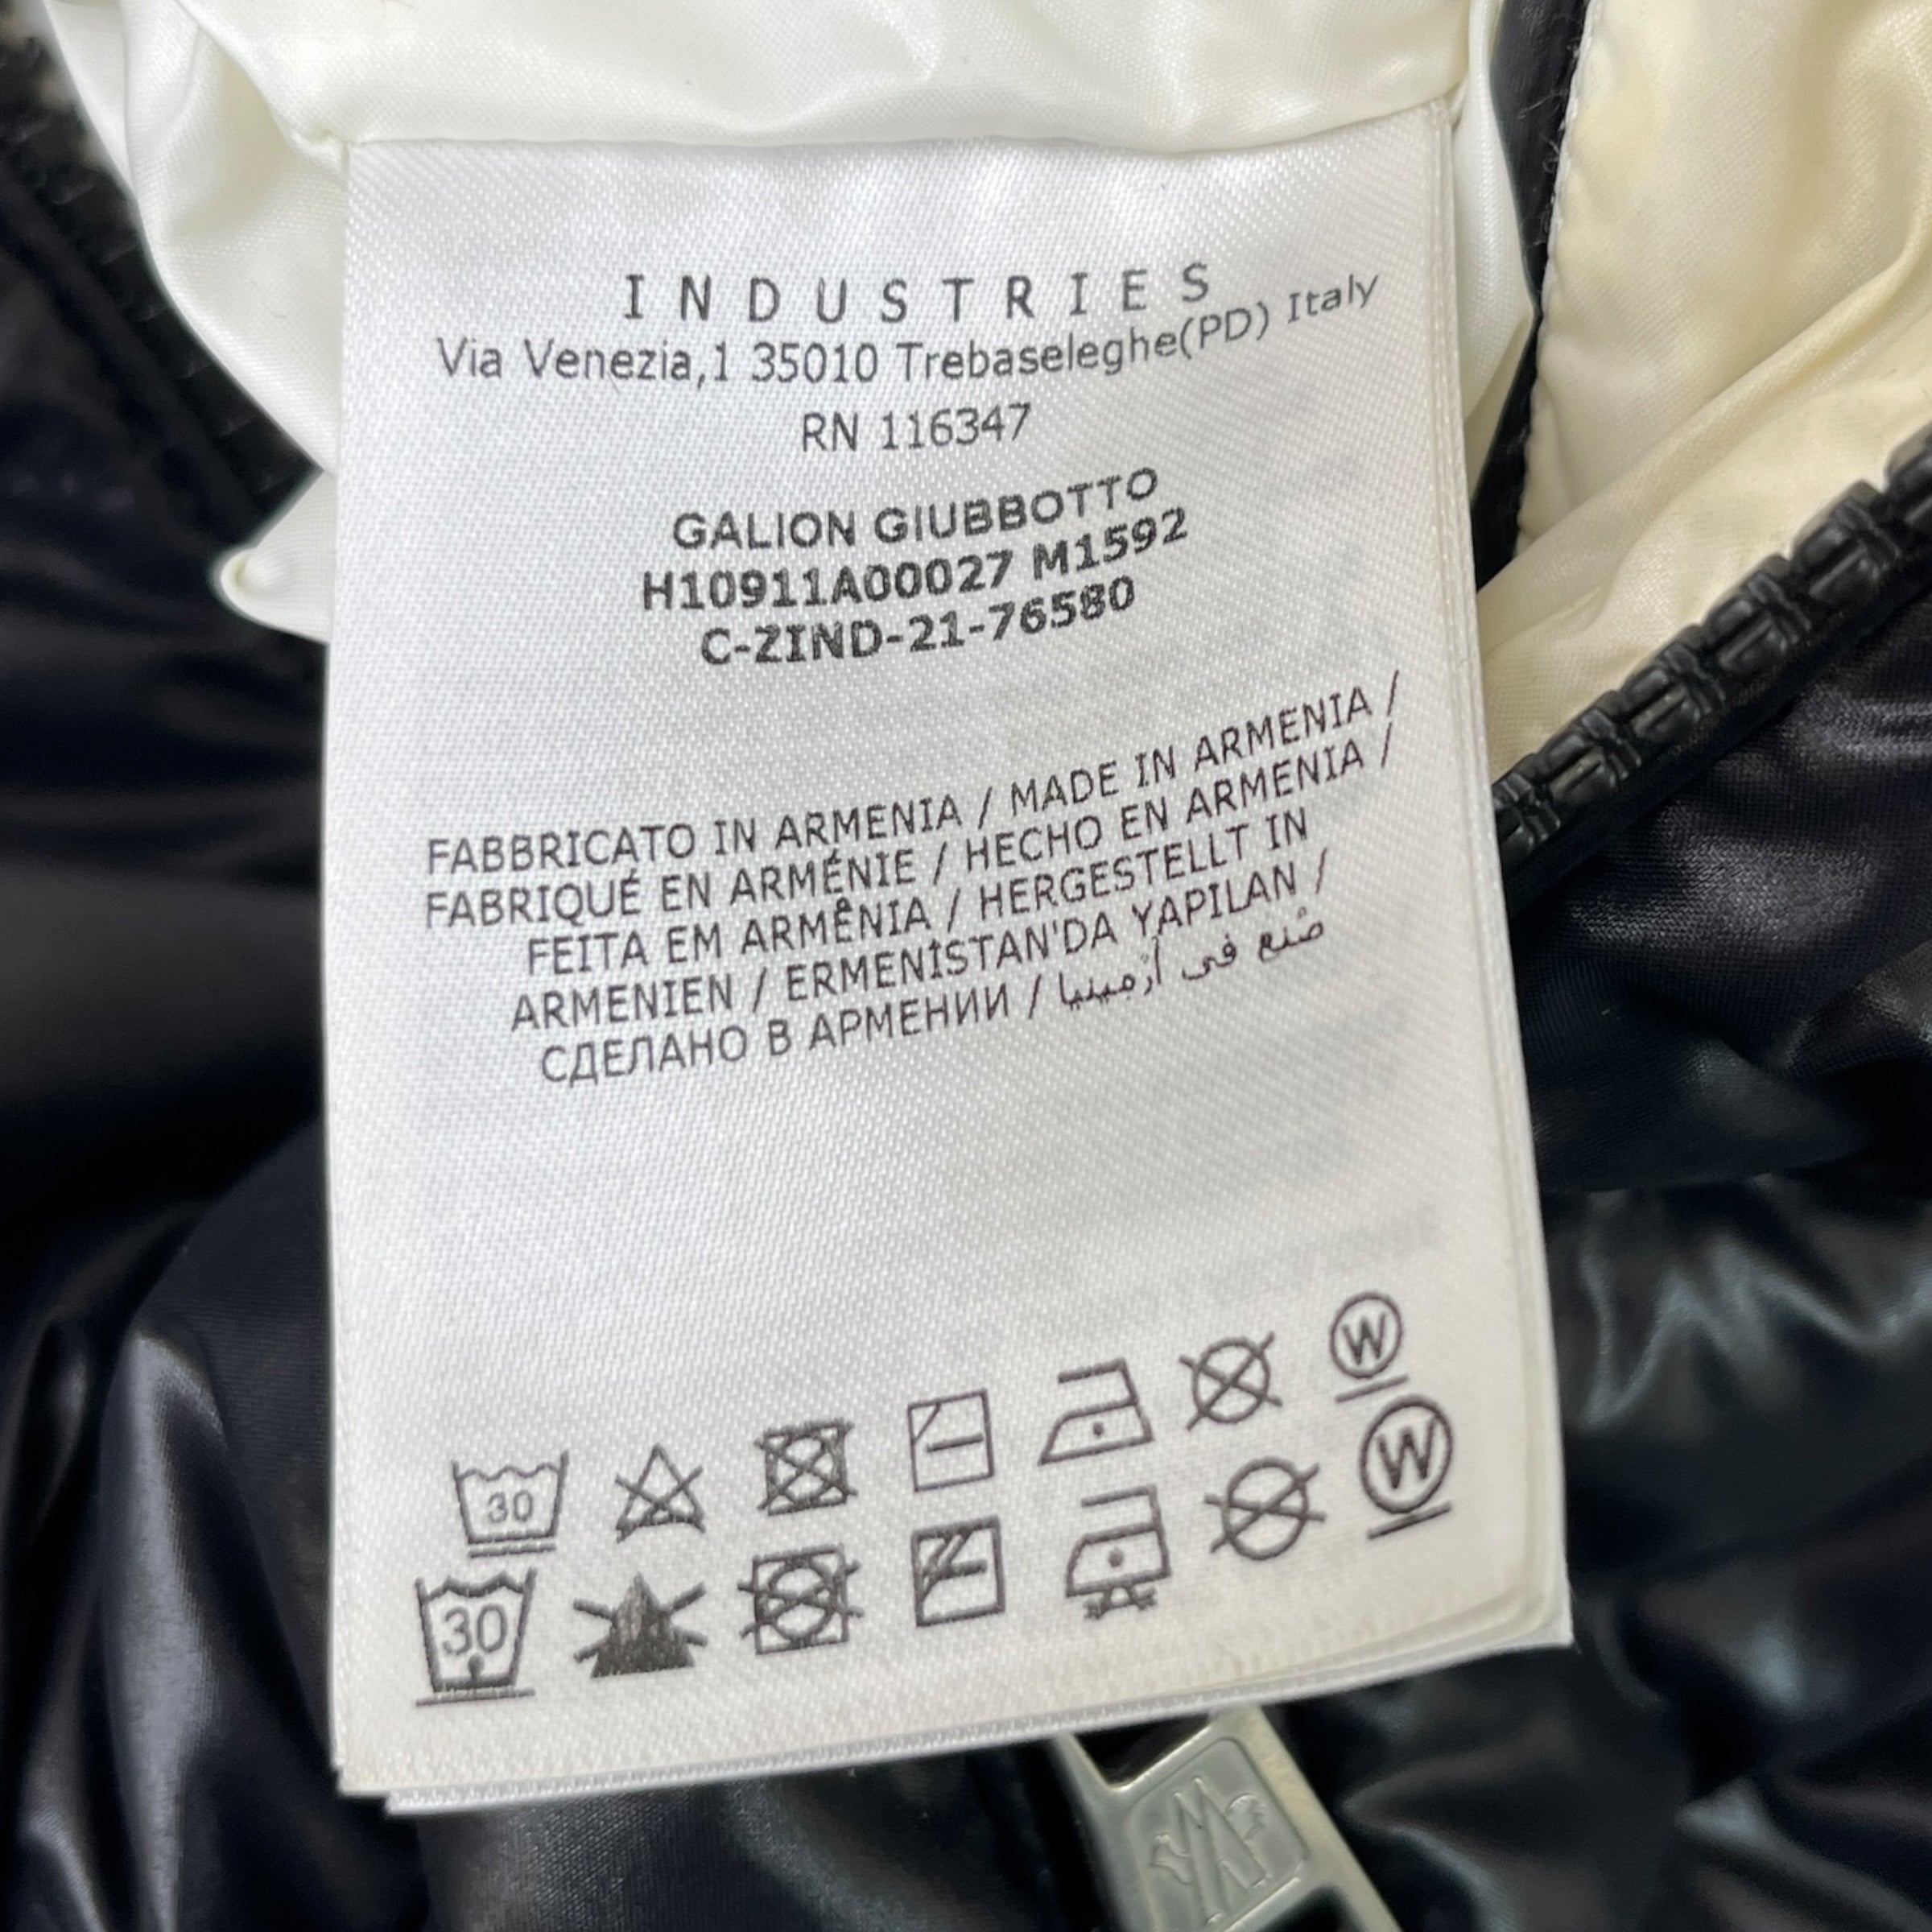 INDUSTRIES
Via Venezia,1 35010 Trebaseleghe(PD) Italy
RN 116347
GALION GIUBBOTTO
H10911A00027 M1592
C-ZIND-21-76580
FABBRICATO IN ARMENIA / MADE IN ARMENIA /
FABRIQUÉ EN ARMÉNIE / HECHO EN ARMENIA /
FEITA EM ARMÊNIA / HERGESTELLT IN
ARMENIEN / ERMENİSTAN'DA YAPILAN /
СДЕЛАНО В АРМЕНИИ / صُنع في أرمينيا
30 W
30 W